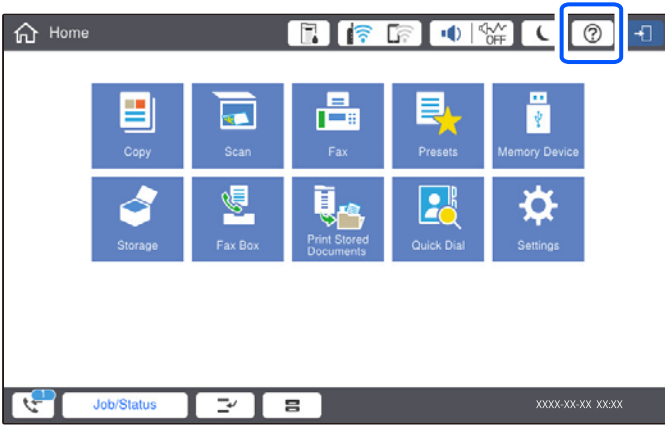 Home
OFF
?
Copy
Scan
Fax
Presets
Memory Device
Storage
Fax Box
Print Stored
Documents
Quick Dial
Settings
1
Job/Status
XXXX-XX-XX XX:XX